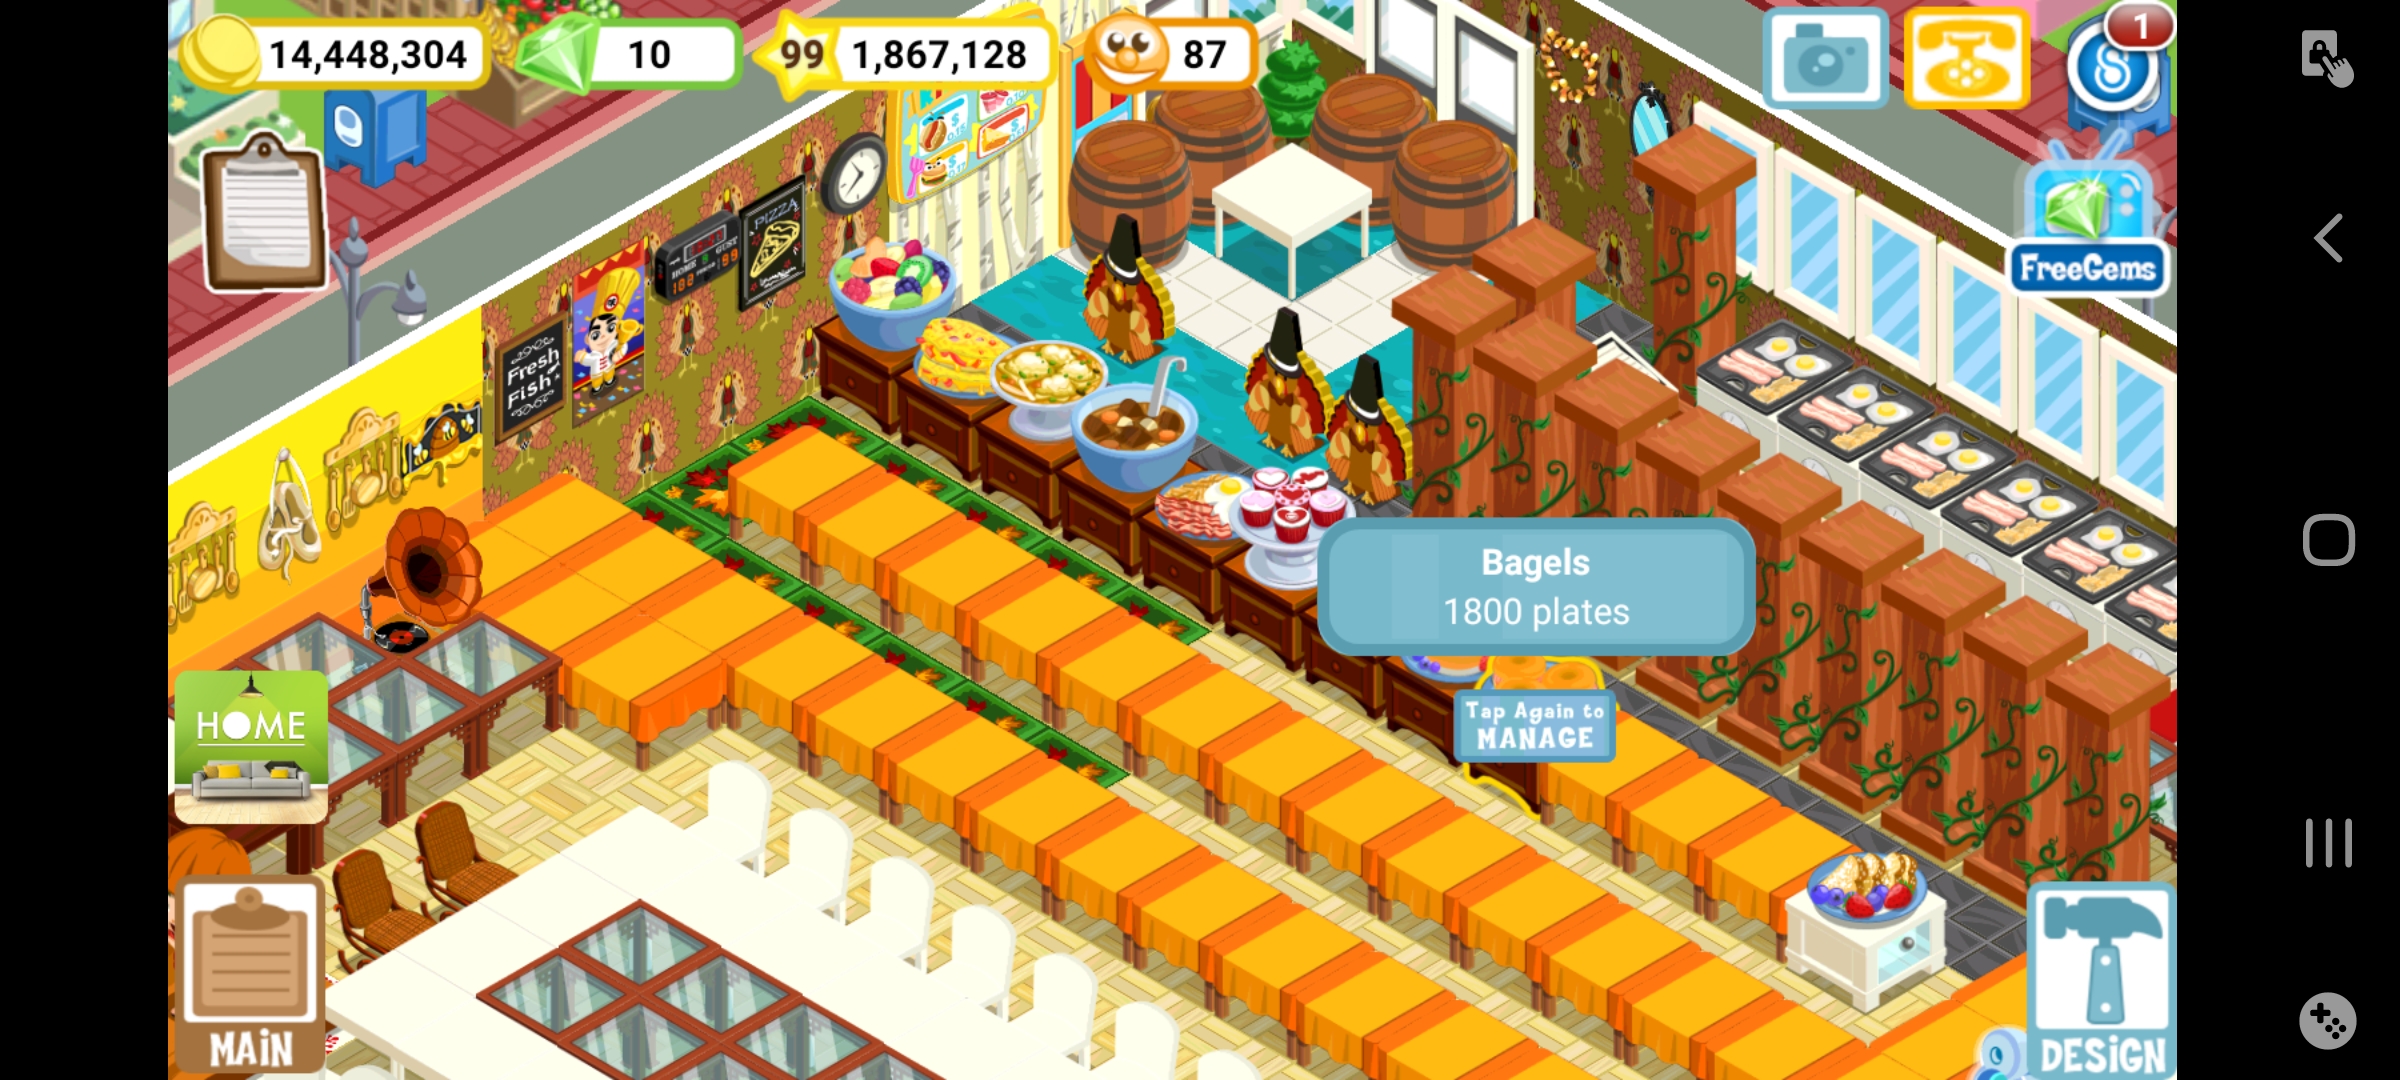 14,448,304
10
99
1,867,128
87
1
PIZZA
HOME
GUST
Fresh
Fish
FreeGems
Bagels
1800 plates
Tap Again to
MANAGE
HOME
MAIN
DESIGN